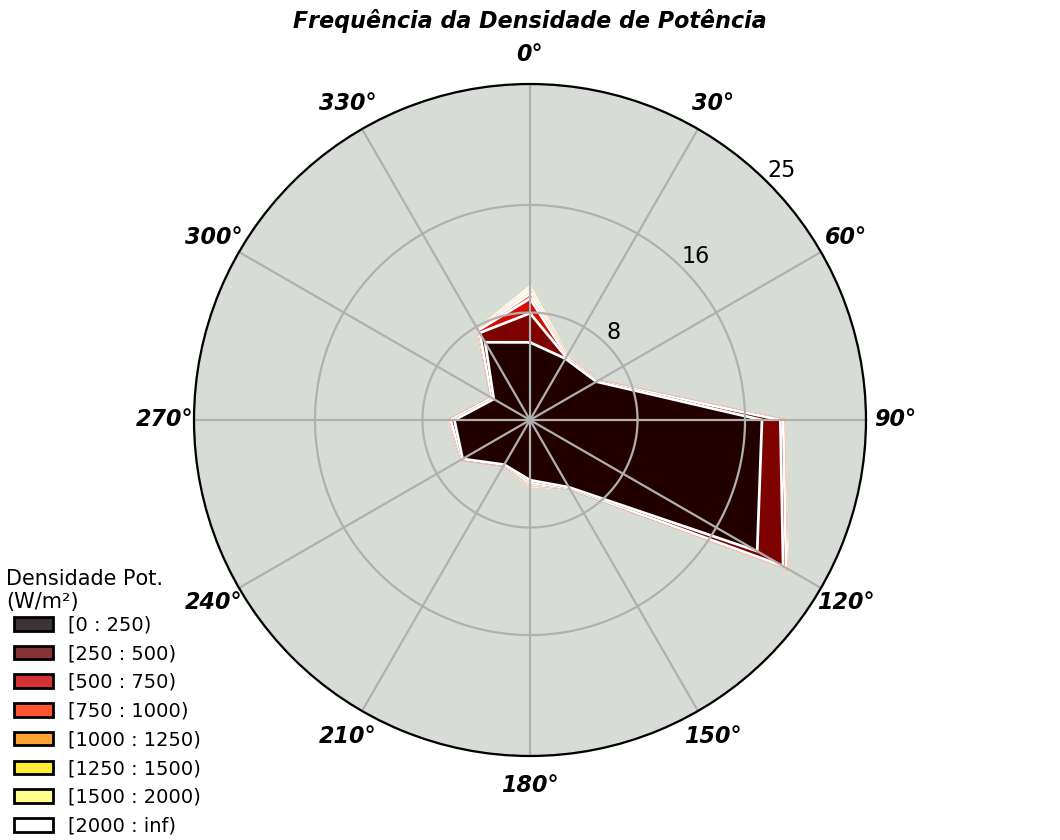 Frequência da Densidade de Potência
0°
330°
30°
25
300°
60°
16
8
270°
90°
240°
120°
210°
150°
180°
Densidade Pot.
(W/m²)
[0 : 250)
[250 : 500)
[500 : 750)
[750 : 1000)
[1000 : 1250)
[1250 : 1500)
[1500 : 2000)
[2000 : inf)